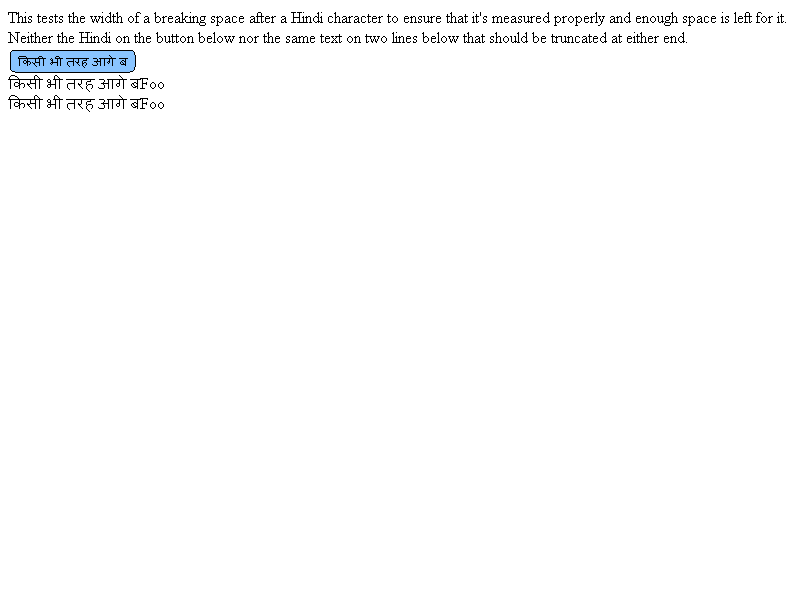 This tests the width of a breaking space after a Hindi character to ensure that it's measured properly and enough space is left for it.
Neither the Hindi on the button below nor the same text on two lines below that should be truncated at either end.
किसी भी तरह आगे ब
किसी भी तरह आगे बFoo
किसी भी तरह आगे बFoo